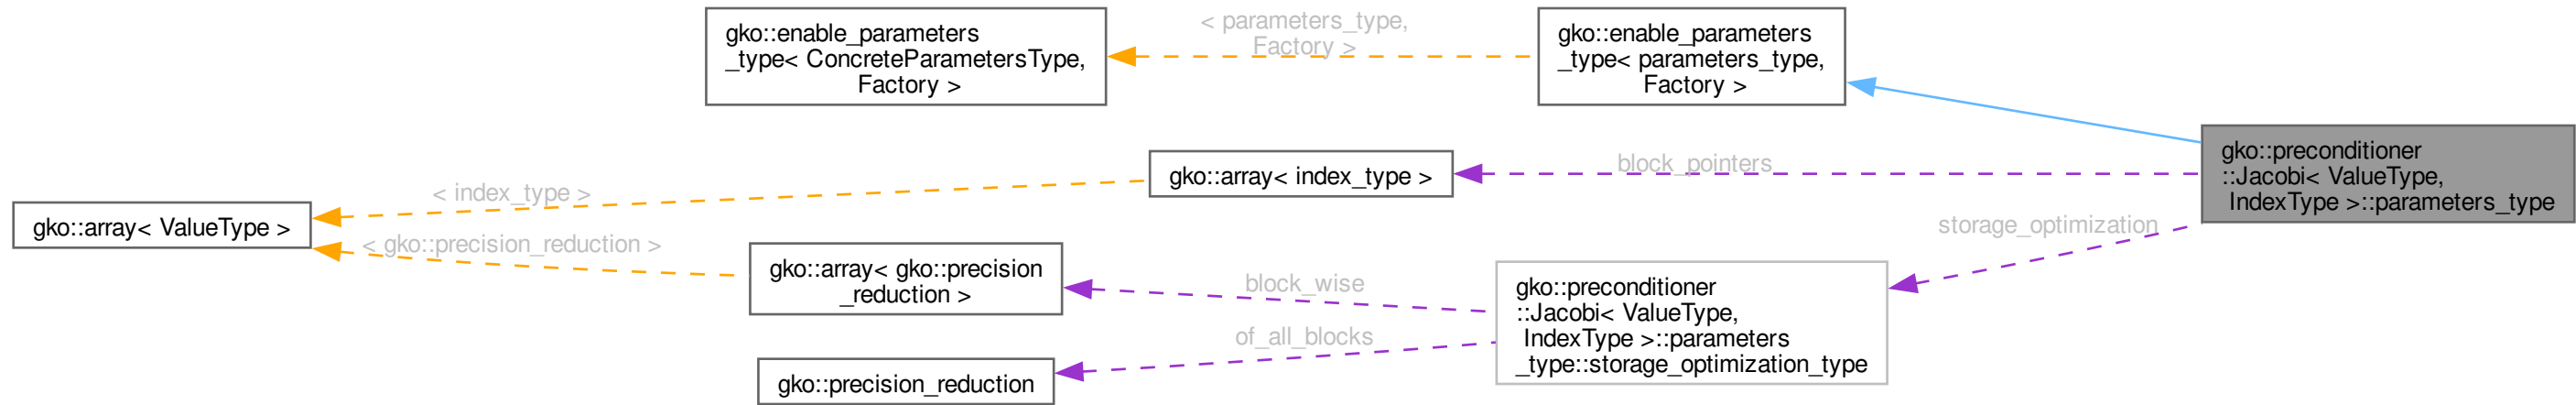 gko::enable_parameters
_type< ConcreteParametersType,
Factory >
< parameters_type,
Factory >
gko::enable_parameters
_type< parameters_type,
Factory >
gko::array< ValueType >
< index_type >
gko::array< index_type >
block_pointers
gko::preconditioner
::Jacobi< ValueType,
IndexType >::parameters_type
< gko::precision_reduction >
gko::array< gko::precision
_reduction >
block_wise
storage_optimization
gko::preconditioner
::Jacobi< ValueType,
IndexType >::parameters
_type::storage_optimization_type
of_all_blocks
gko::precision_reduction